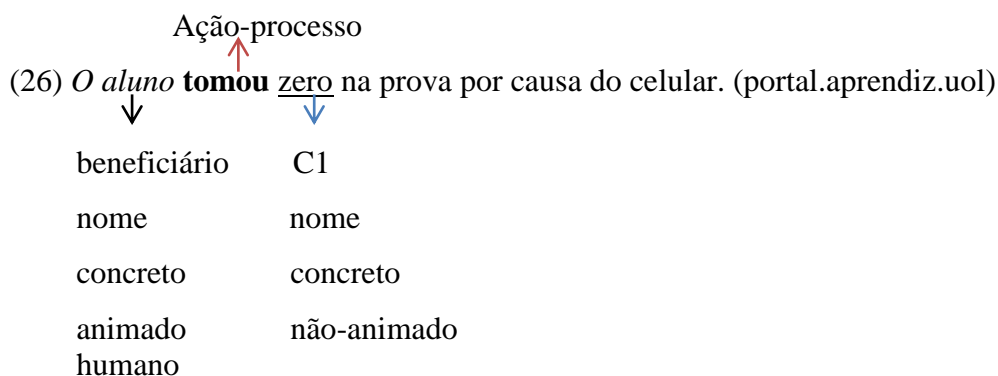 Ação-processo
(26) O aluno tomou zero na prova por causa do celular. (portal.aprendiz.uol)
beneficiário C1
nome nome
concreto concreto
animado não-animado
humano